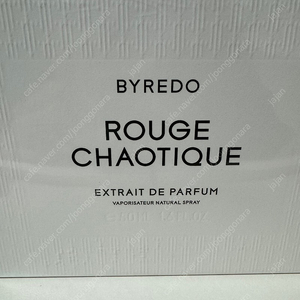 BYREDO
ROUGE
CHAOTIQUE
EXTRAIT DE PARFUM
VAPORISATEUR NATURAL SPRAY